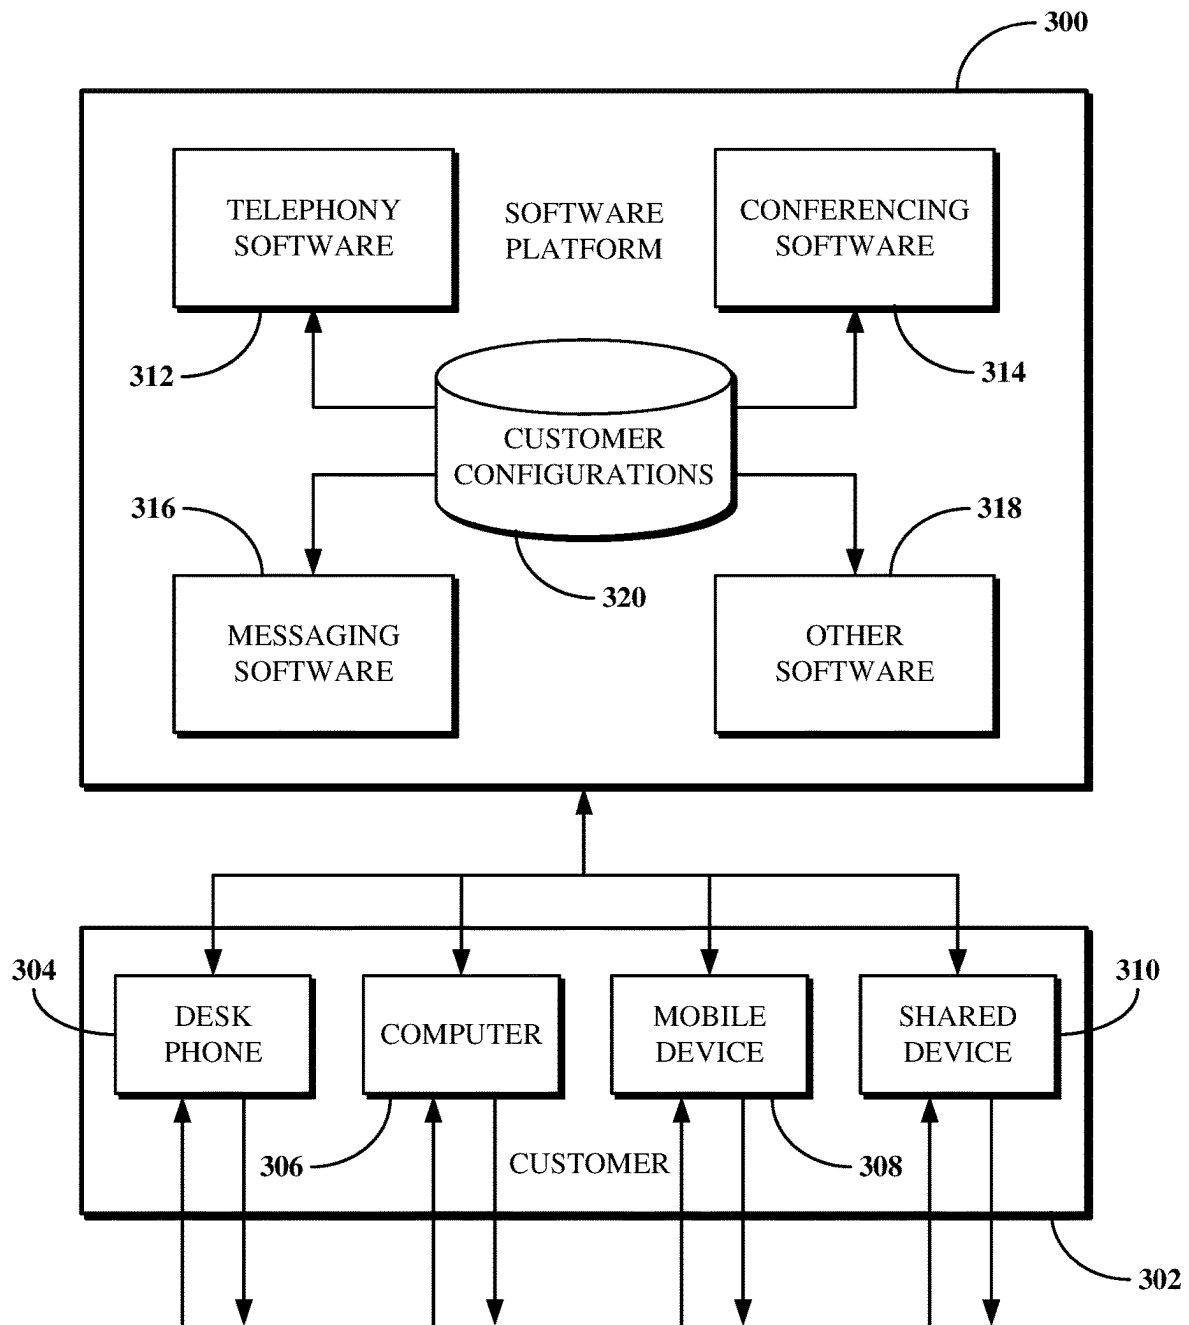 300
TELEPHONY
SOFTWARE
SOFTWARE
PLATFORM
CONFERENCING
SOFTWARE
312
314
CUSTOMER
CONFIGURATIONS
316
318
320
MESSAGING
SOFTWARE
OTHER
SOFTWARE
304
310
DESK
PHONE
COMPUTER
MOBILE
DEVICE
SHARED
DEVICE
306
CUSTOMER
308
302